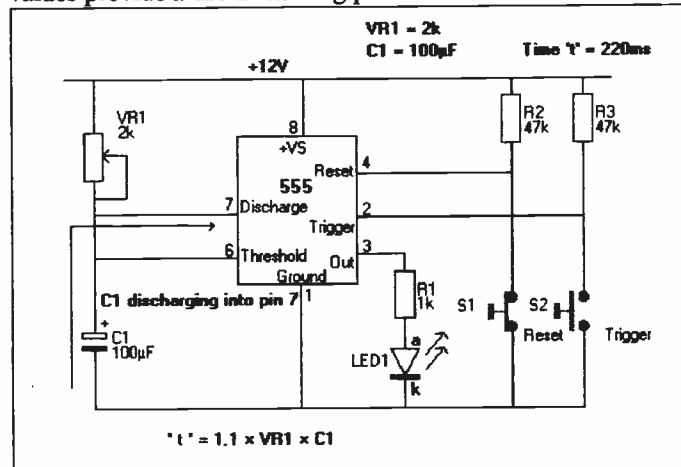 VR1 = 2k
C1 = 100µF
Time "t" = 220ms
+12V
VR1
2k
8
+VS
R2
47k
R3
47k
Reset
4
555
7
Discharge
2
Trigger
6
Threshold
Out
3
Ground
1
R1
1k
C1 discharging into pin 7
S1
S2
Reset
Trigger
+
C1
100µF
a
LED1
k
" t " = 1.1 × VR1 × C1